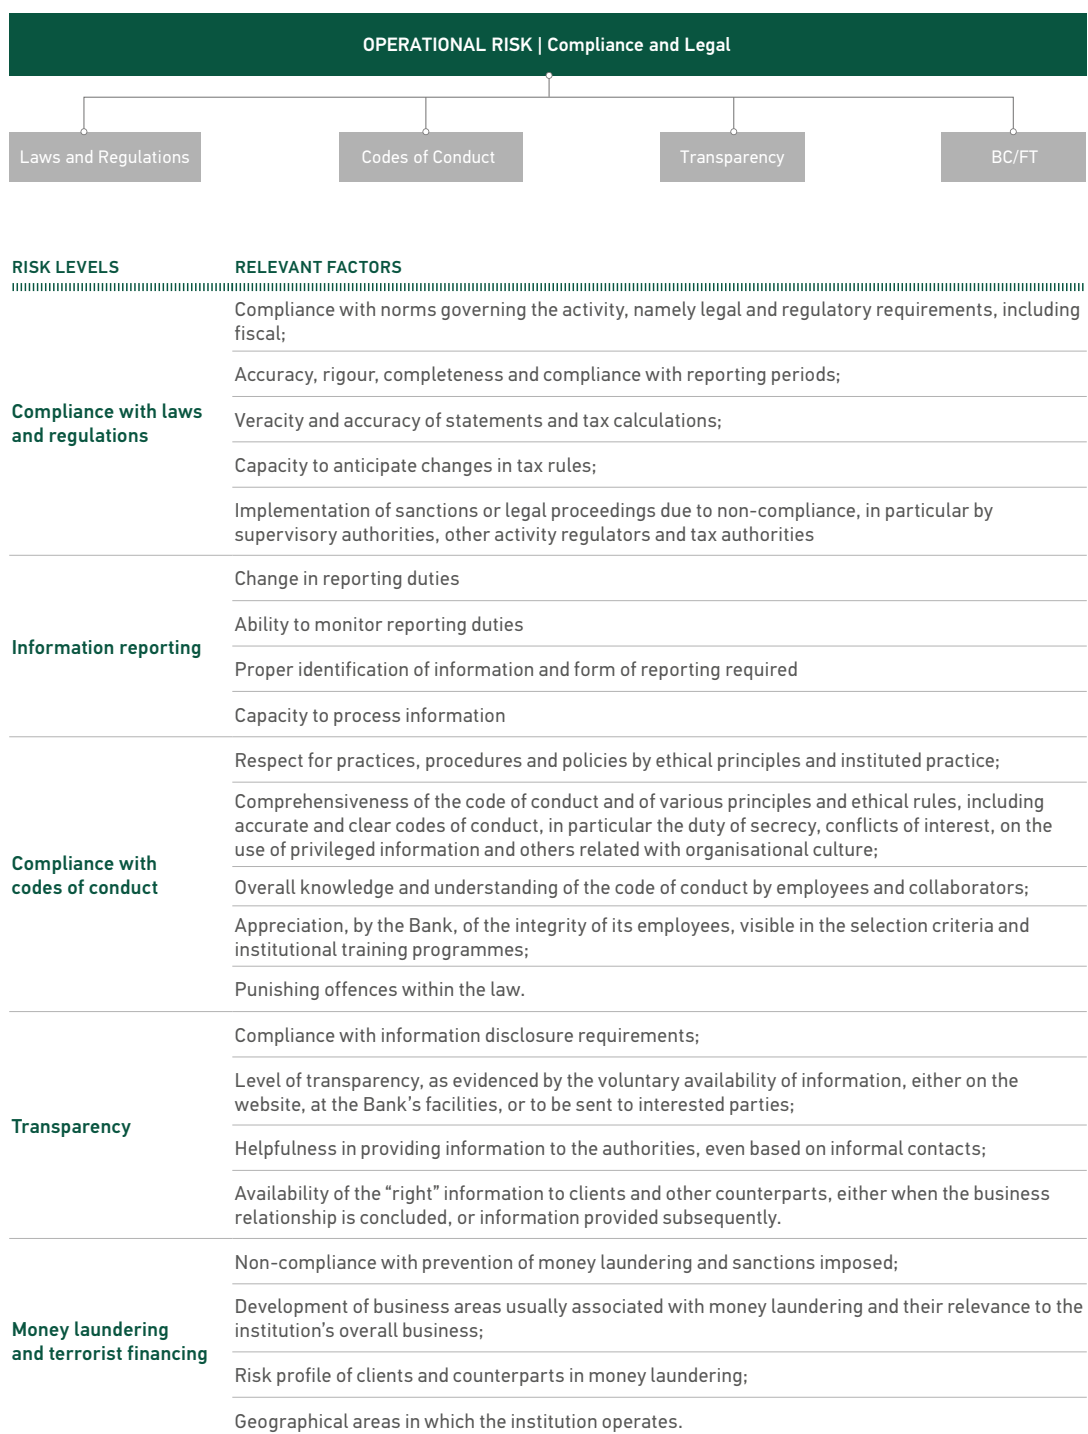 OPERATIONAL RISK | Compliance and Legal
Laws and Regulations
Codes of Conduct
Transparency
BC/FT
RISK LEVELS
RELEVANT FACTORS
Compliance with laws
and regulations
Compliance with norms governing the activity, namely legal and regulatory requirements, including
fiscal;
Accuracy, rigour, completeness and compliance with reporting periods;
Veracity and accuracy of statements and tax calculations;
Capacity to anticipate changes in tax rules;
Implementation of sanctions or legal proceedings due to non-compliance, in particular by
supervisory authorities, other activity regulators and tax authorities
Information reporting
Change in reporting duties
Ability to monitor reporting duties
Proper identification of information and form of reporting required
Capacity to process information
Compliance with
codes of conduct
Respect for practices, procedures and policies by ethical principles and instituted practice;
Comprehensiveness of the code of conduct and of various principles and ethical rules, including
accurate and clear codes of conduct, in particular the duty of secrecy, conflicts of interest, on the
use of privileged information and others related with organisational culture;
Overall knowledge and understanding of the code of conduct by employees and collaborators;
Appreciation, by the Bank, of the integrity of its employees, visible in the selection criteria and
institutional training programmes;
Punishing offences within the law.
Transparency
Compliance with information disclosure requirements;
Level of transparency, as evidenced by the voluntary availability of information, either on the
website, at the Bank's facilities, or to be sent to interested parties;
Helpfulness in providing information to the authorities, even based on informal contacts;
Availability of the “right” information to clients and other counterparts, either when the business
relationship is concluded, or information provided subsequently.
Money laundering
and terrorist financing
Non-compliance with prevention of money laundering and sanctions imposed;
Development of business areas usually associated with money laundering and their relevance to the
institution's overall business;
Risk profile of clients and counterparts in money laundering;
Geographical areas in which the institution operates.